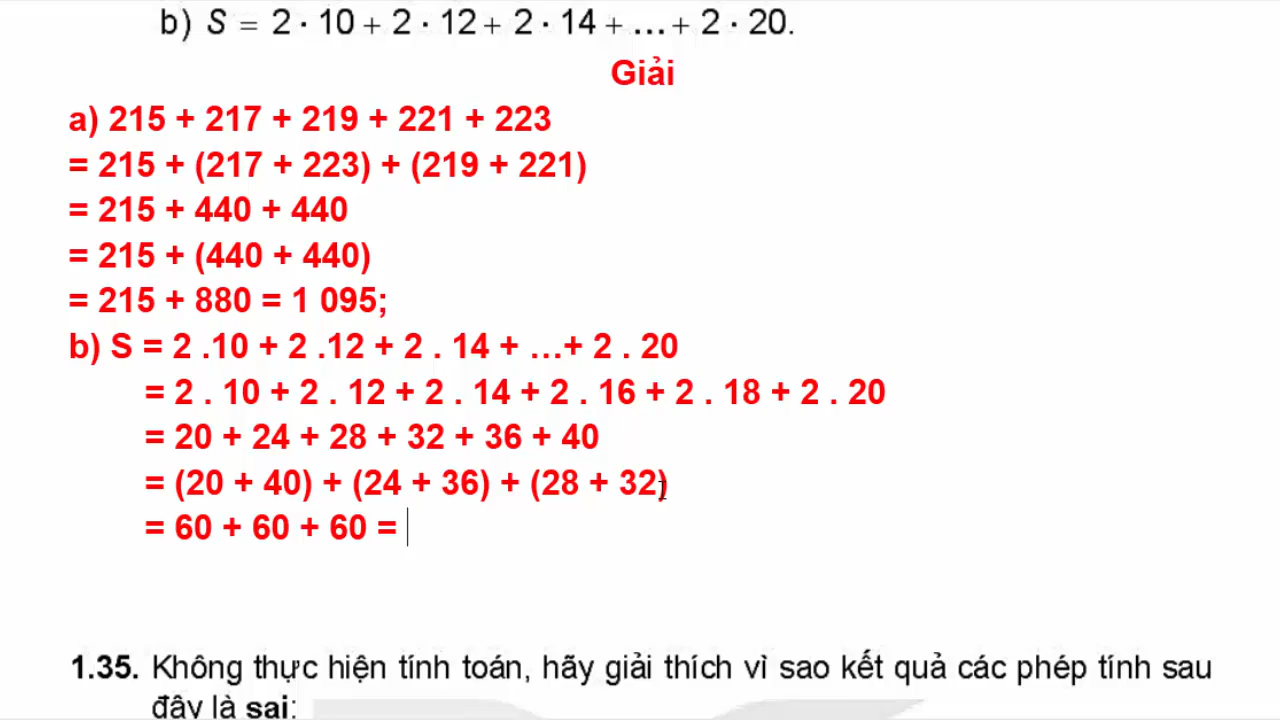 b) S = 2 · 10 + 2 · 12 + 2 · 14 + ... + 2 · 20.
Giải
a) 215 + 217 + 219 + 221 + 223
= 215 + (217 + 223) + (219 + 221)
= 215 + 440 + 440
= 215 + (440 + 440)
= 215 + 880 = 1 095;
b) S = 2 .10 + 2 .12 + 2 . 14 + …+ 2 . 20
= 2 . 10 + 2 . 12 + 2 . 14 + 2 . 16 + 2 . 18 + 2 . 20
= 20 + 24 + 28 + 32 + 36 + 40
= (20 + 40) + (24 + 36) + (28 + 32)
= 60 + 60 + 60 =
1.35. Không thực hiện tính toán, hãy giải thích vì sao kết quả các phép tính sau
đây là sai: